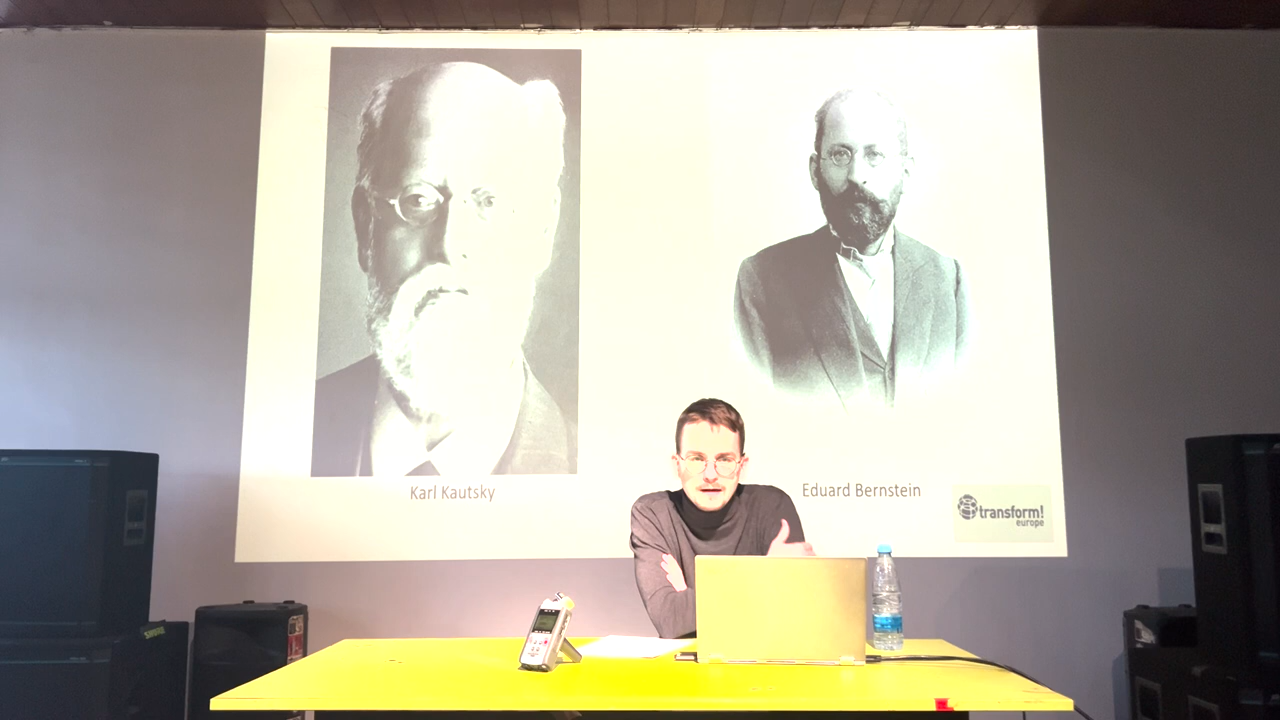 Karl Kautsky
Eduard Bernstein
transform!
europe